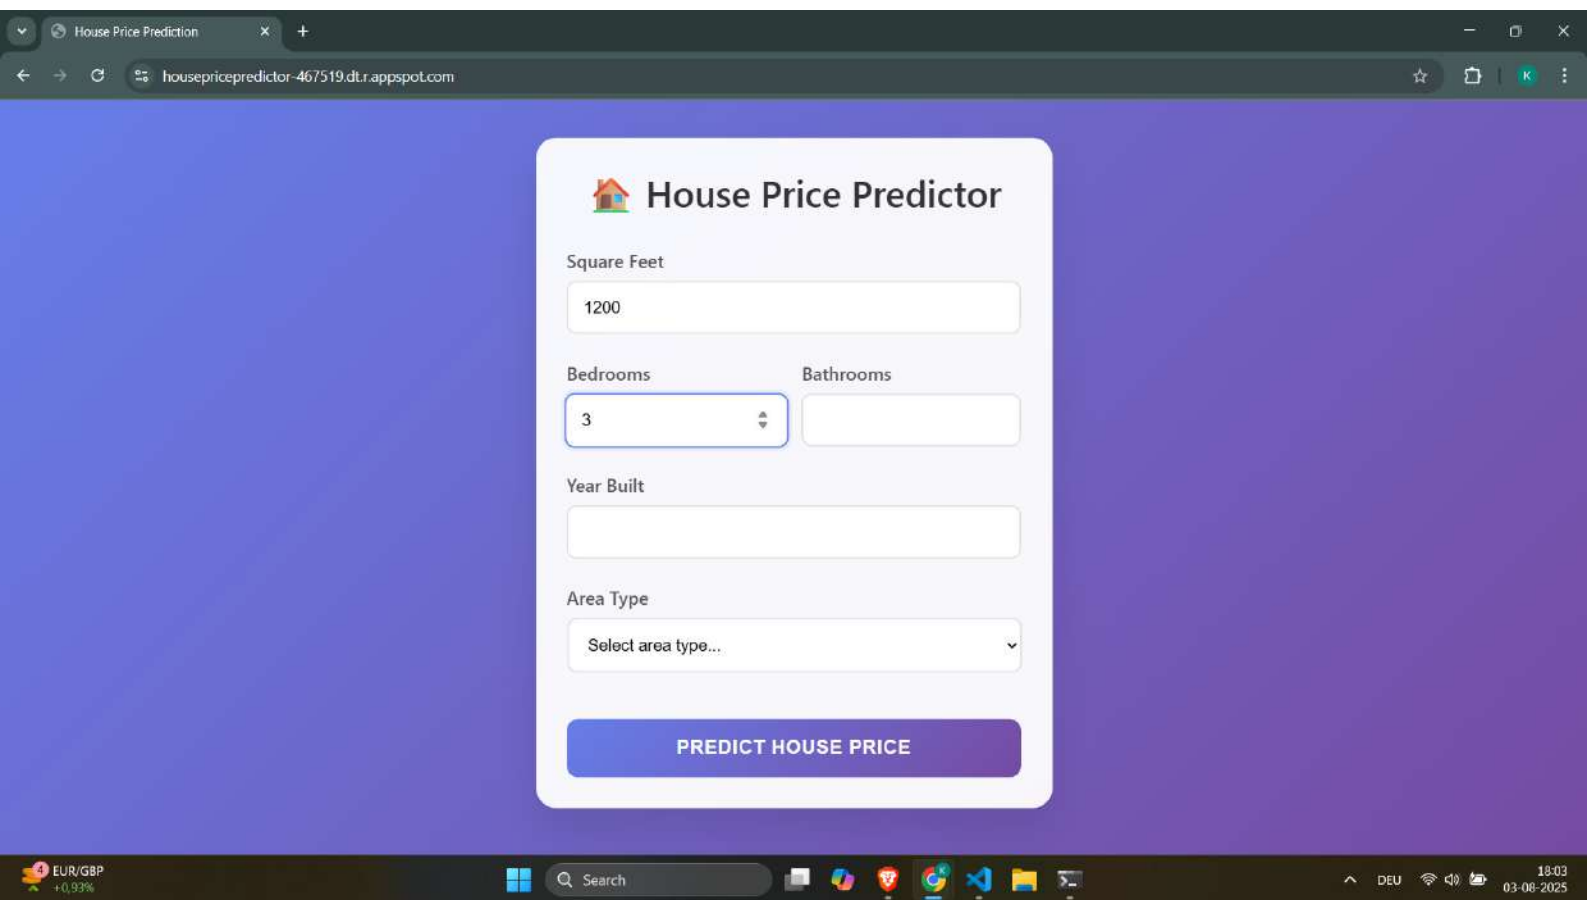 House Price Prediction
housepricepredictor-467519.dt.r.appspot.com
K
House Price Predictor
Square Feet
1200
Bedrooms Bathrooms
3
Year Built
Area Type
Select area type...
PREDICT HOUSE PRICE
4 EUR/GBP
+0,93%
Search
K
DEU
18:03
03-08-2025